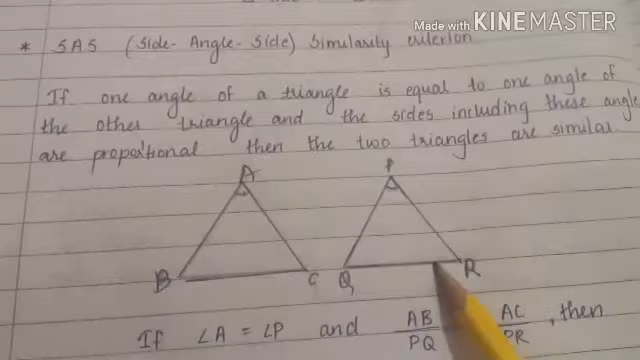 Made with KINEMASTER
* SAS (Side-Angle-Side) Similarity criterion
If one angle of a triangle is equal to one angle of
the other triangle and the sides including these angle
are proportional then the two triangles are similar
A P
B C Q R
If ∠A = ∠P and AB/PQ AC/PR, then